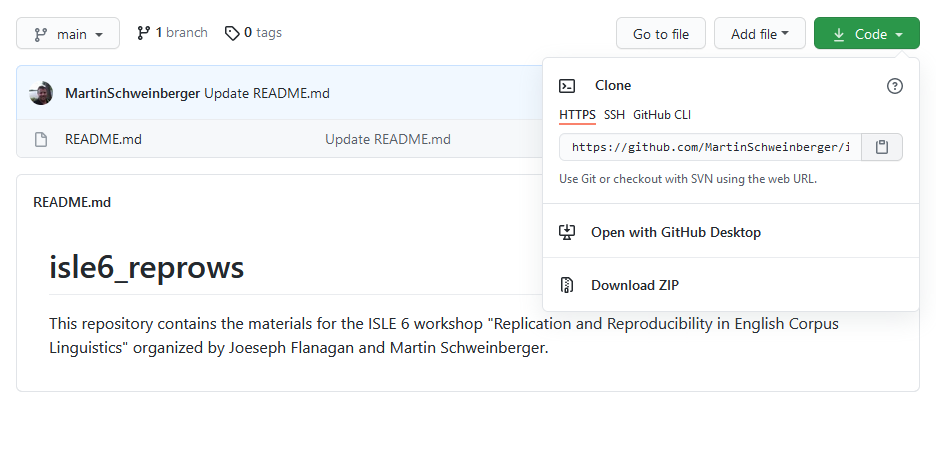 main
1 branch
0 tags
Go to file
Add file
Code
MartinSchweinberger Update README.md
README.md
Update README.md
Clone
HTTPS SSH GitHub CLI
https://github.com/MartinSchweinberger/i
Use Git or checkout with SVN using the web URL.
Open with GitHub Desktop
Download ZIP
README.md
isle6_reprows
This repository contains the materials for the ISLE 6 workshop "Replication and Reproducibility in English Corpus
Linguistics" organized by Joeseph Flanagan and Martin Schweinberger.